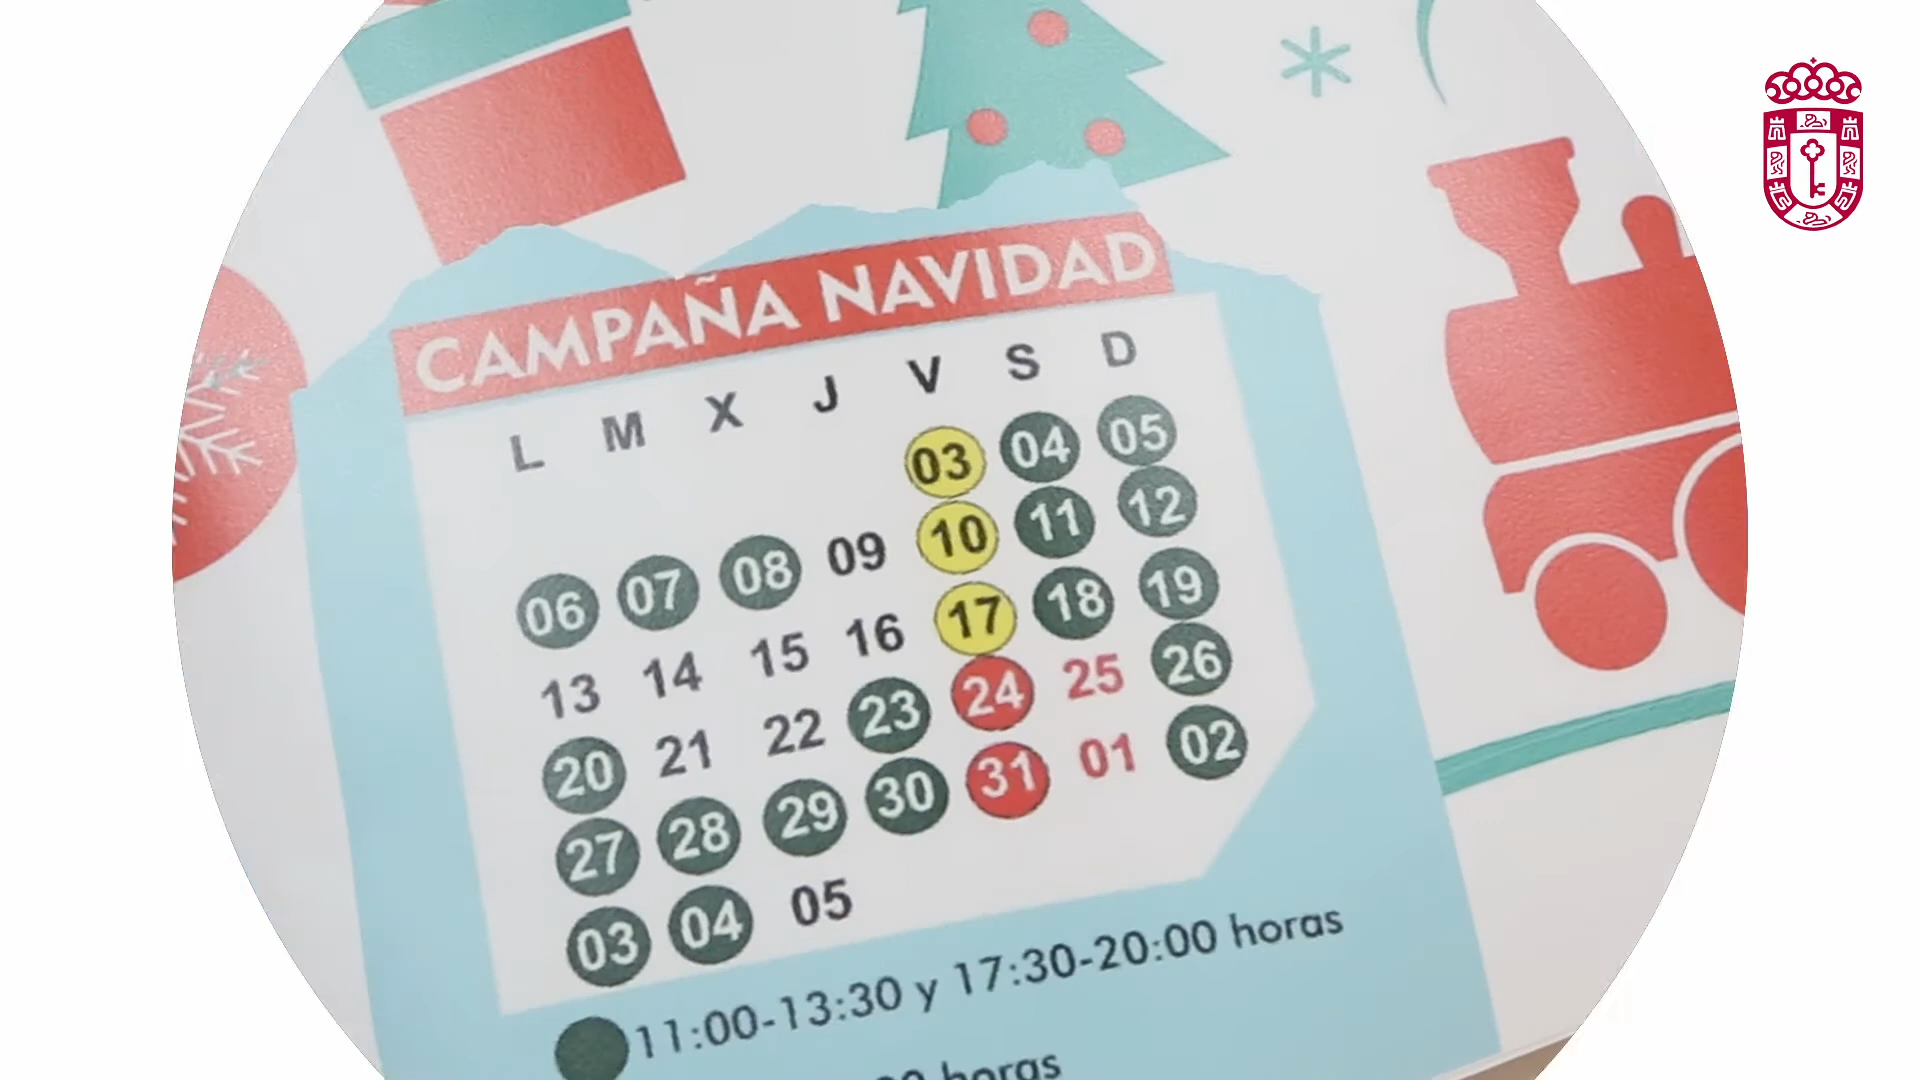 CAMPAÑA NAVIDAD
L M X J V S D
03 04 05
06 07 08 09 10 11 12
13 14 15 16 17 18 19
20 21 22 23 24 25 26
27 28 29 30 31 01 02
03 04 05
11:00-13:30 y 17:30-20:00 horas
horas